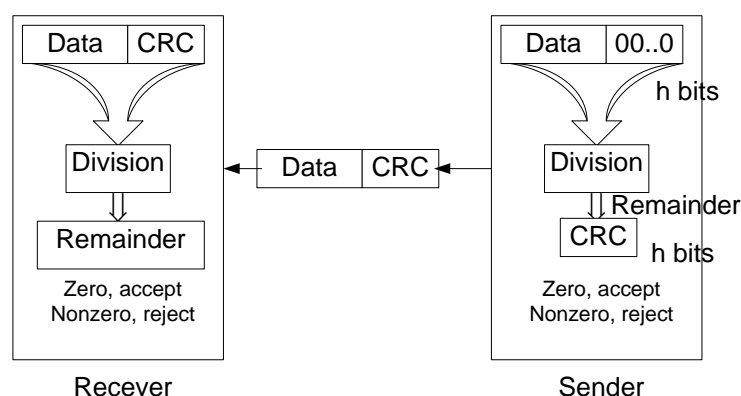 Data CRC
Division
Remainder
Zero, accept
Nonzero, reject
Recever
Data CRC
Data 00..0
h bits
Division
Remainder
CRC
h bits
Zero, accept
Nonzero, reject
Sender